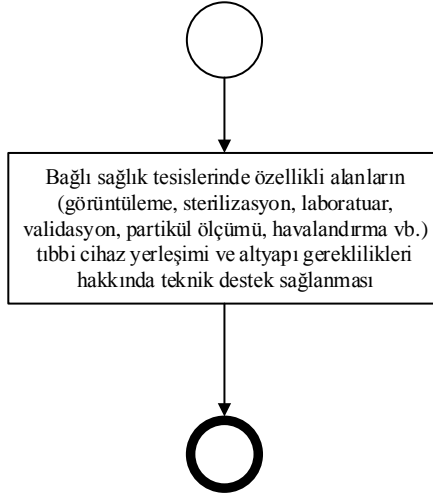 Bağlı sağlık tesislerinde özellikli alanların
(görüntüleme, sterilizasyon, laboratuar,
validasyon, partikül ölçümü, havalandırma vb.)
tıbbi cihaz yerleşimi ve altyapı gereklilikleri
hakkında teknik destek sağlanması